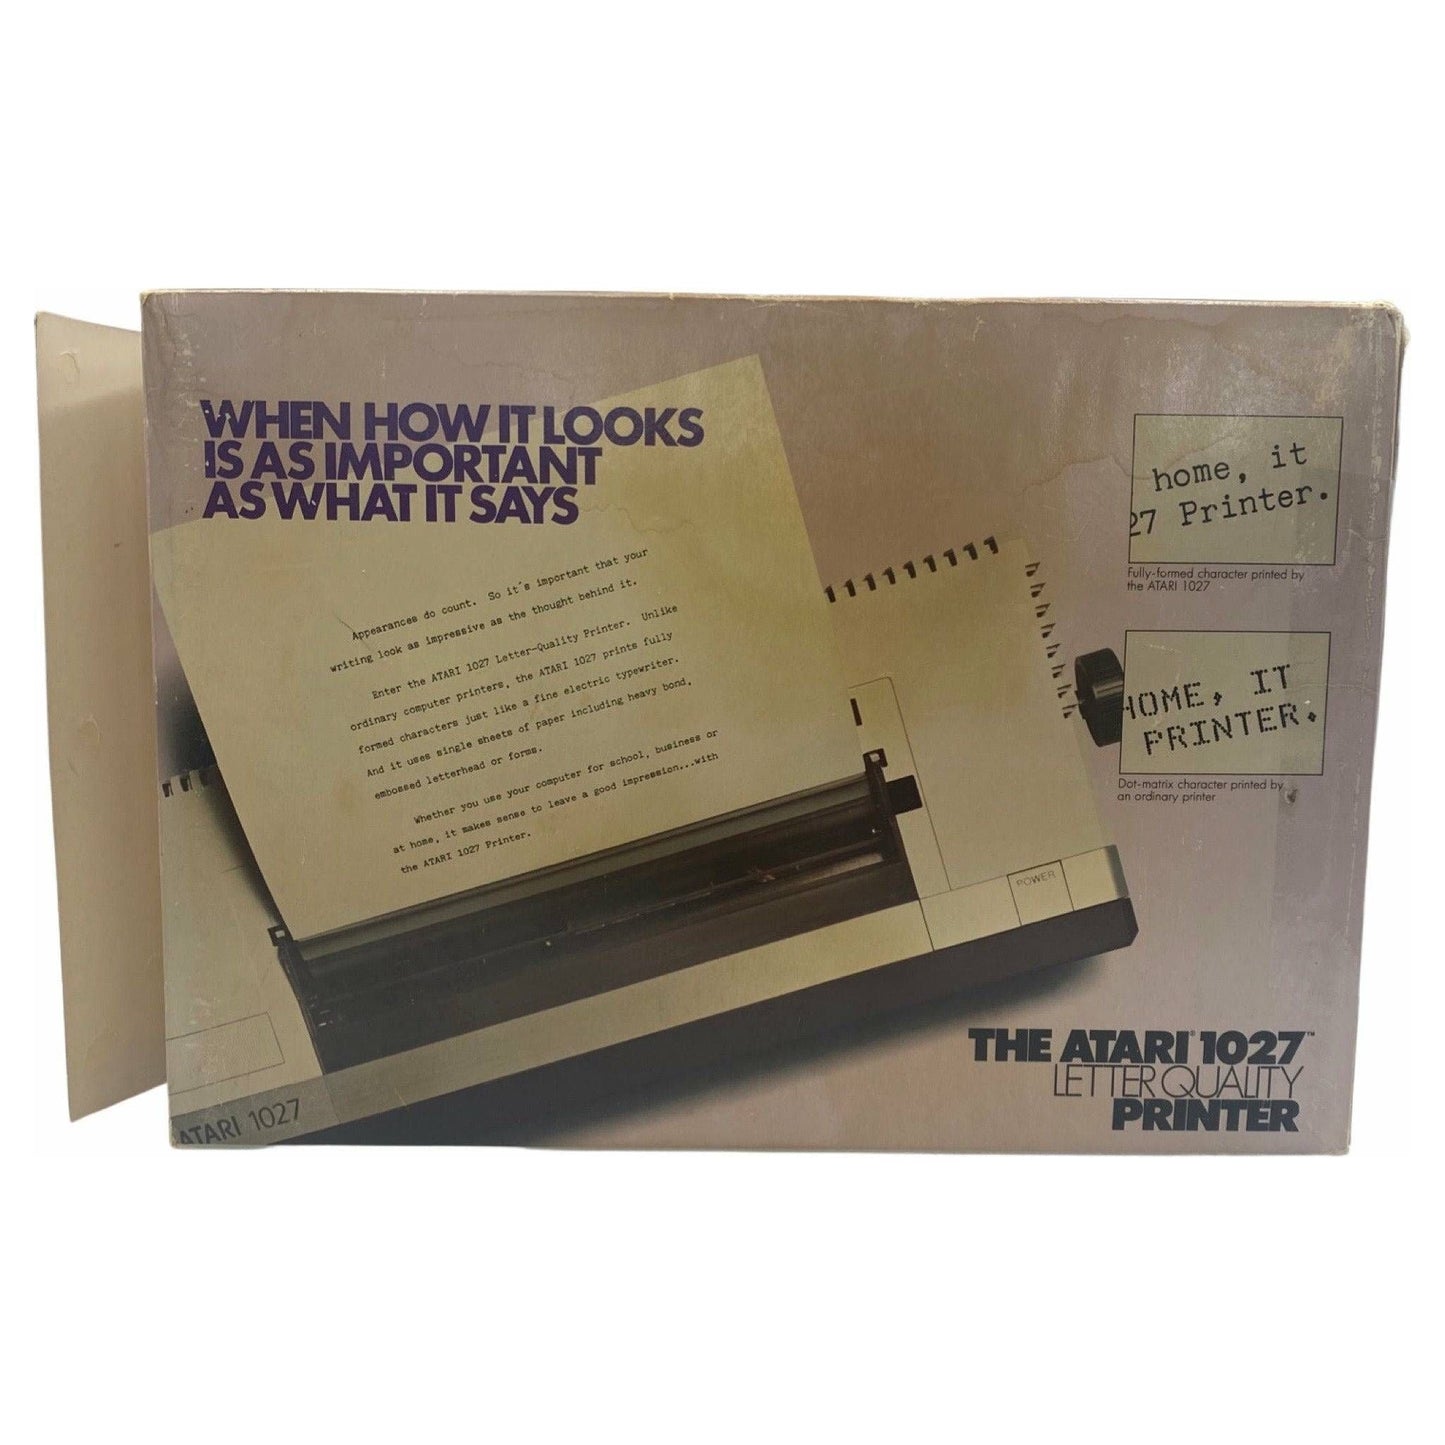 WHEN HOW IT LOOKS
IS AS IMPORTANT
AS WHAT IT SAYS
Appearances do count. So it's important that your
writing look as impressive as the thought behind it.
Enter the ATARI 1027 Letter-Quality Printer. Unlike
ordinary computer printers, the ATARI 1027 prints fully
formed characters just like a fine electric typewriter.
And it uses single sheets of paper including heavy bond,
embossed letterhead or forms.
Whether you use your computer for school, business or
at home, it makes sense to leave a good impression...with
the ATARI 1027 Printer.
home, it
27 Printer.
Fully-formed character printed by
the ATARI 1027
HOME, IT
PRINTER.
Dot-matrix character printed by
an ordinary printer
POWER
ATARI 1027
THE ATARI® 1027™
LETTER QUALITY
PRINTER